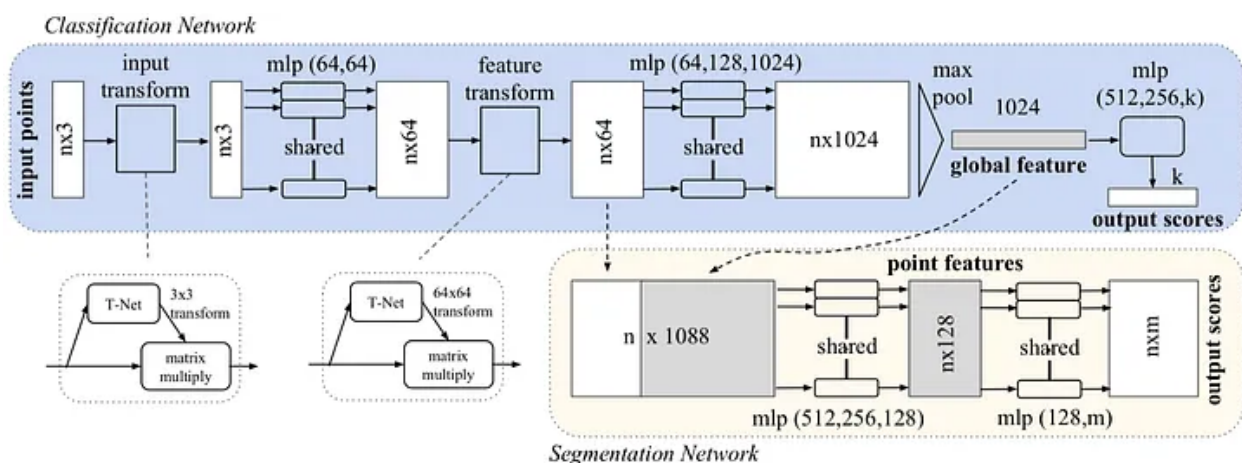 Classification Network
input points
nx3
input
transform
nx3
mlp (64,64)
shared
nx64
feature
transform
nx64
mlp (64,128,1024)
shared
nx1024
max
pool
1024
global feature
mlp
(512,256,k)
k
output scores
T-Net
3x3
transform
matrix
multiply
T-Net
64x64
transform
matrix
multiply
point features
n x 1088
shared
mlp (512,256,128)
nx128
shared
mlp (128,m)
nxm
output scores
Segmentation Network